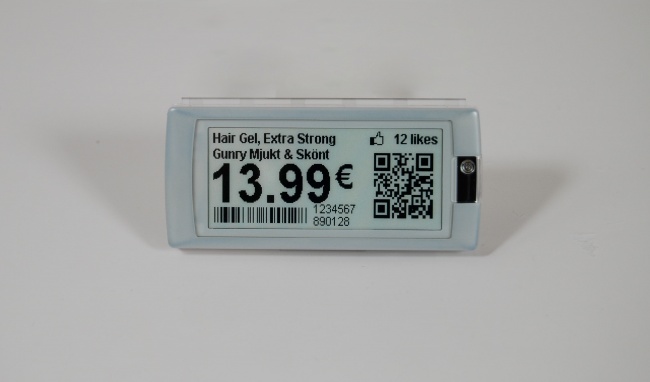 Hair Gel, Extra Strong
12 likes
Gunry Mjukt & Skönt
13.99€
1234567
890128